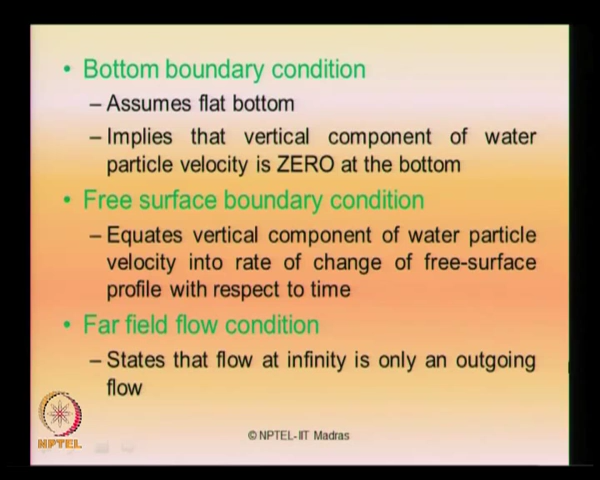 • Bottom boundary condition
– Assumes flat bottom
– Implies that vertical component of water
particle velocity is ZERO at the bottom
• Free surface boundary condition
– Equates vertical component of water particle
velocity into rate of change of free-surface
profile with respect to time
• Far field flow condition
– States that flow at infinity is only an outgoing
flow
NPTEL
© NPTEL- IIT Madras